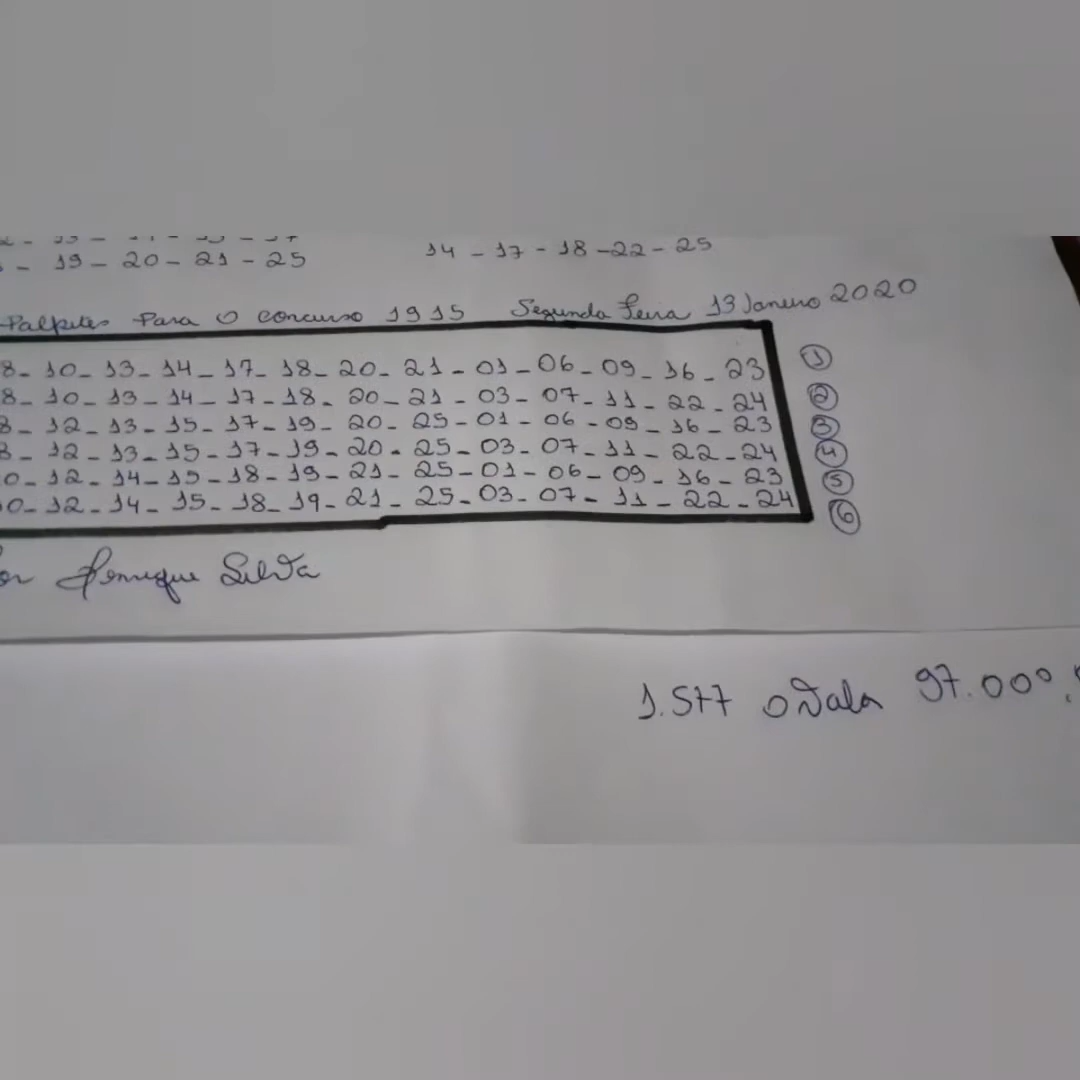 19 - 20 - 21 - 25
14 - 17 - 18 - 22 - 25
Palpites Para o concurso 1915 Segunda Feira 13 Janeiro 2020
8 - 10 - 13 - 14 - 17 - 18 - 20 - 21 - 01 - 06 - 09 - 16 - 23 ①
8 - 10 - 13 - 14 - 17 - 18 - 20 - 21 - 03 - 07 - 11 - 22 - 24 ②
8 - 12 - 13 - 15 - 17 - 19 - 20 - 25 - 01 - 06 - 09 - 16 - 23 ③
8 - 12 - 13 - 15 - 17 - 19 - 20 - 25 - 03 - 07 - 11 - 22 - 24 ④
0 - 12 - 14 - 15 - 18 - 19 - 21 - 25 - 01 - 06 - 09 - 16 - 23 ⑤
0 - 12 - 14 - 15 - 18 - 19 - 21 - 25 - 03 - 07 - 11 - 22 - 24 ⑥
or Henrique Silva
1.577 97.000,